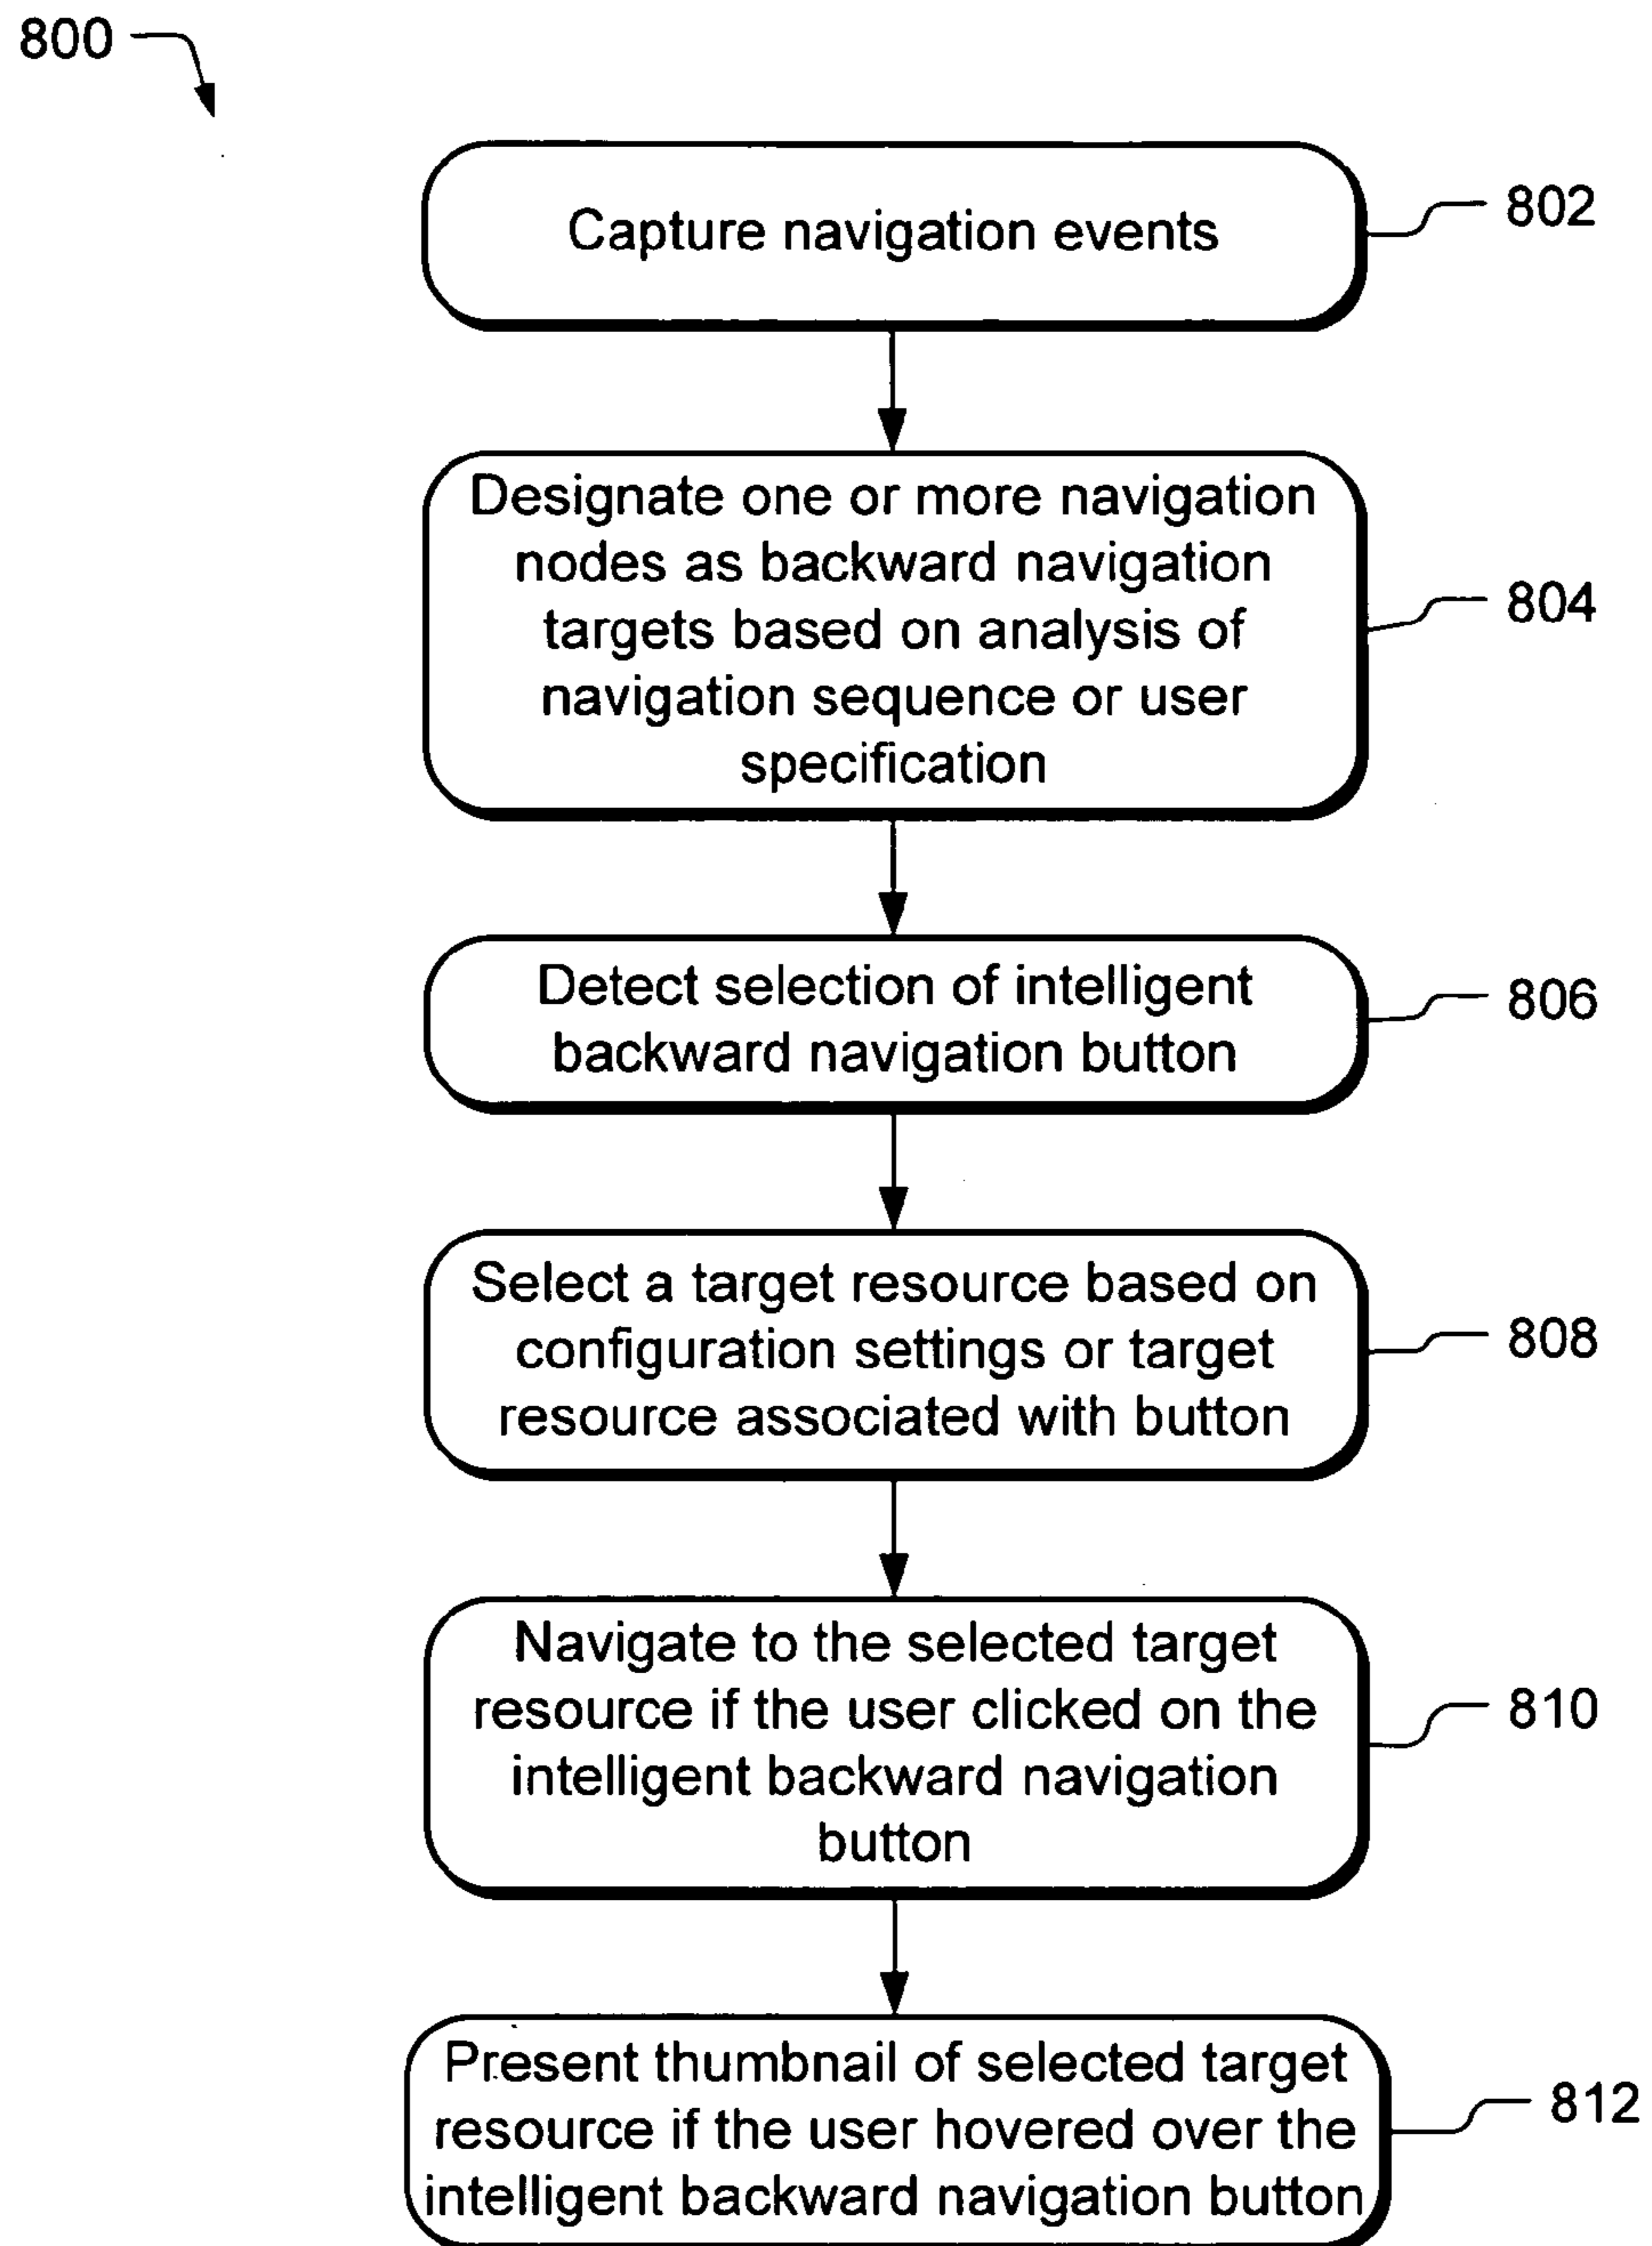 800
Capture navigation events
802
Designate one or more navigation
nodes as backward navigation
targets based on analysis of
navigation sequence or user
specification
804
Detect selection of intelligent
backward navigation button
806
Select a target resource based on
configuration settings or target
resource associated with button
808
Navigate to the selected target
resource if the user clicked on the
intelligent backward navigation
button
810
Present thumbnail of selected target
resource if the user hovered over the
intelligent backward navigation button
812